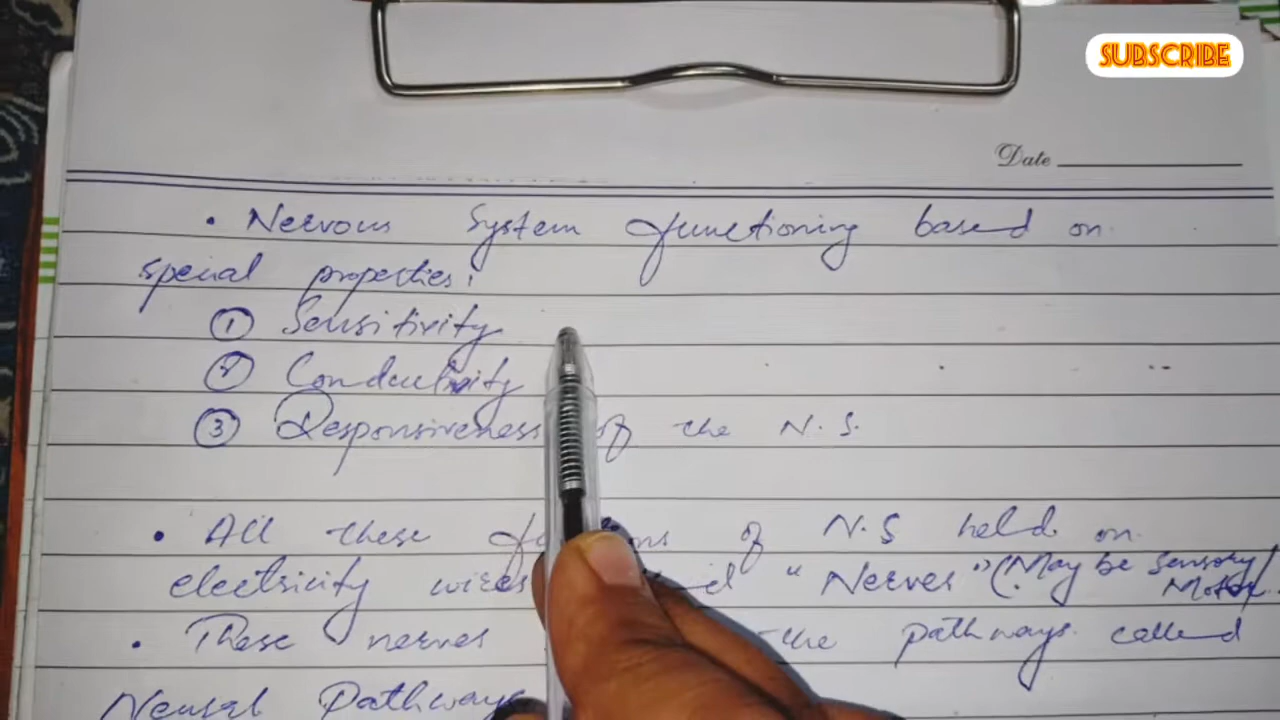 SUBSCRIBE
Date
• Nervous System functioning based on
special properties:
① Sensitivity
② Conductivity
③ Responsiveness of the N.S.
• All these of N.S held on
electricity wires "Nerves" (May be Sensory/
Motor.
• These nerves the pathways called
Neural Pathways